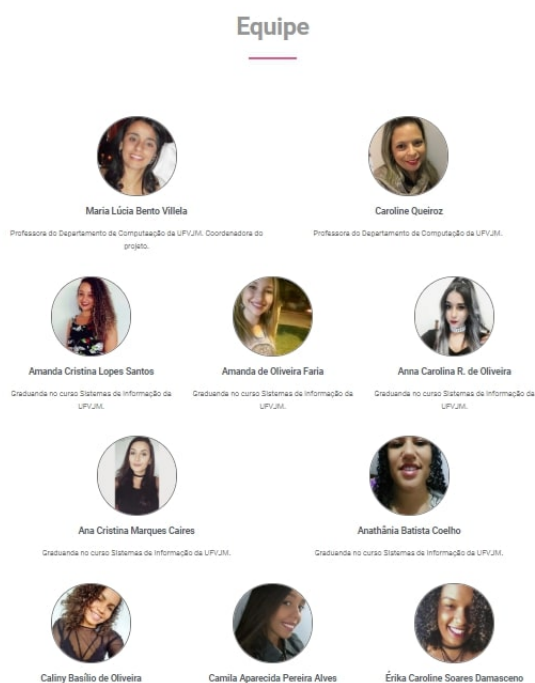 Equipe
Maria Lúcia Bento Villela
Caroline Queiroz
Professora do Departamento de Computaação da UFVJM. Coordenadora do
projeto.
Professora do Departamento de Computação da UFVJM.
Amanda Cristina Lopes Santos
Amanda de Oliveira Faria
Anna Carolina R. de Oliveira
Graduanda no curso Sistemas de Informação da
UFVJM.
Graduanda no curso Sistemas de Informação da
UFVJM.
Graduanda no curso Sistemas de Informação da
UFVJM.
Ana Cristina Marques Caires
Anathânia Batista Coelho
Graduanda no curso Sistemas de Informação da UFVJM.
Graduanda no curso Sistemas de Informação da UFVJM.
Caliny Basílio de Oliveira
Camila Aparecida Pereira Alves
Érika Caroline Soares Damasceno